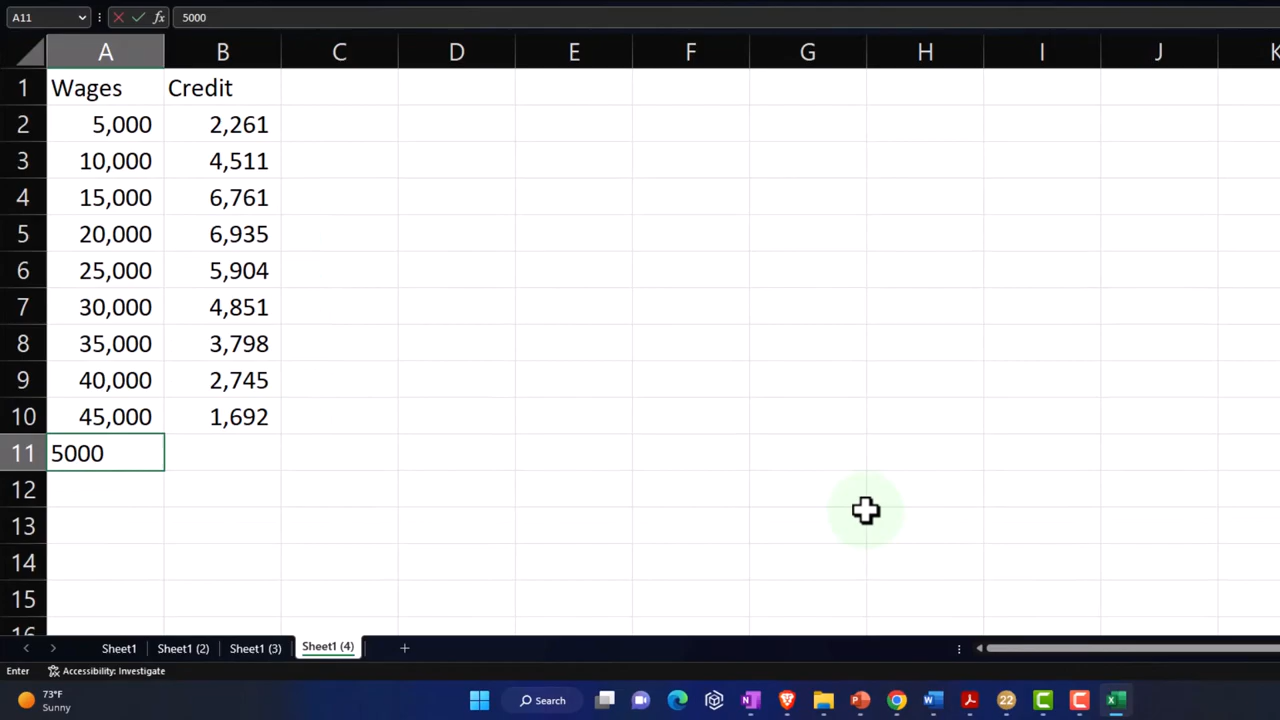 A11
fx
5000
A B C D E F G H I J K
1 Wages Credit
2 5,000 2,261
3 10,000 4,511
4 15,000 6,761
5 20,000 6,935
6 25,000 5,904
7 30,000 4,851
8 35,000 3,798
9 40,000 2,745
10 45,000 1,692
11 5000
12
13
14
15
16
Sheet1 Sheet1 (2) Sheet1 (3) Sheet1 (4)
Enter Accessibility: Investigate
73°F
Sunny
Search
22